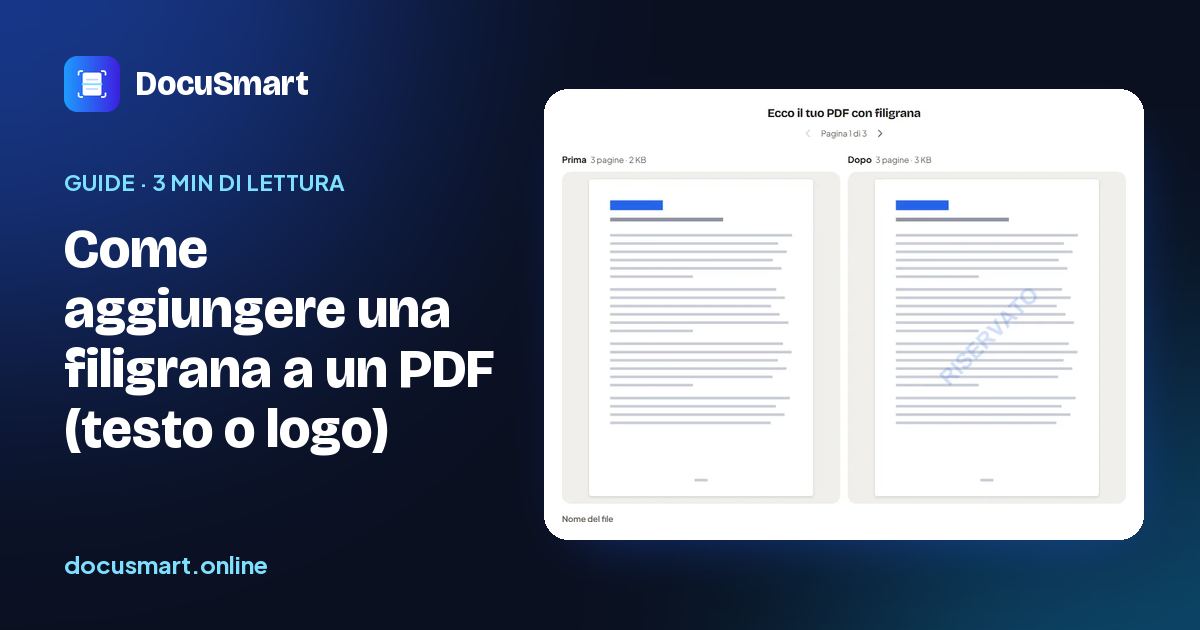 DocuSmart
GUIDE · 3 MIN DI LETTURA
Come
aggiungere una
filigrana a un PDF
(testo o logo)
docusmart.online
Ecco il tuo PDF con filigrana
Pagina 1 di 3
Prima 3 pagine · 2 KB
Dopo 3 pagine · 3 KB
RISERVATO
Nome del file